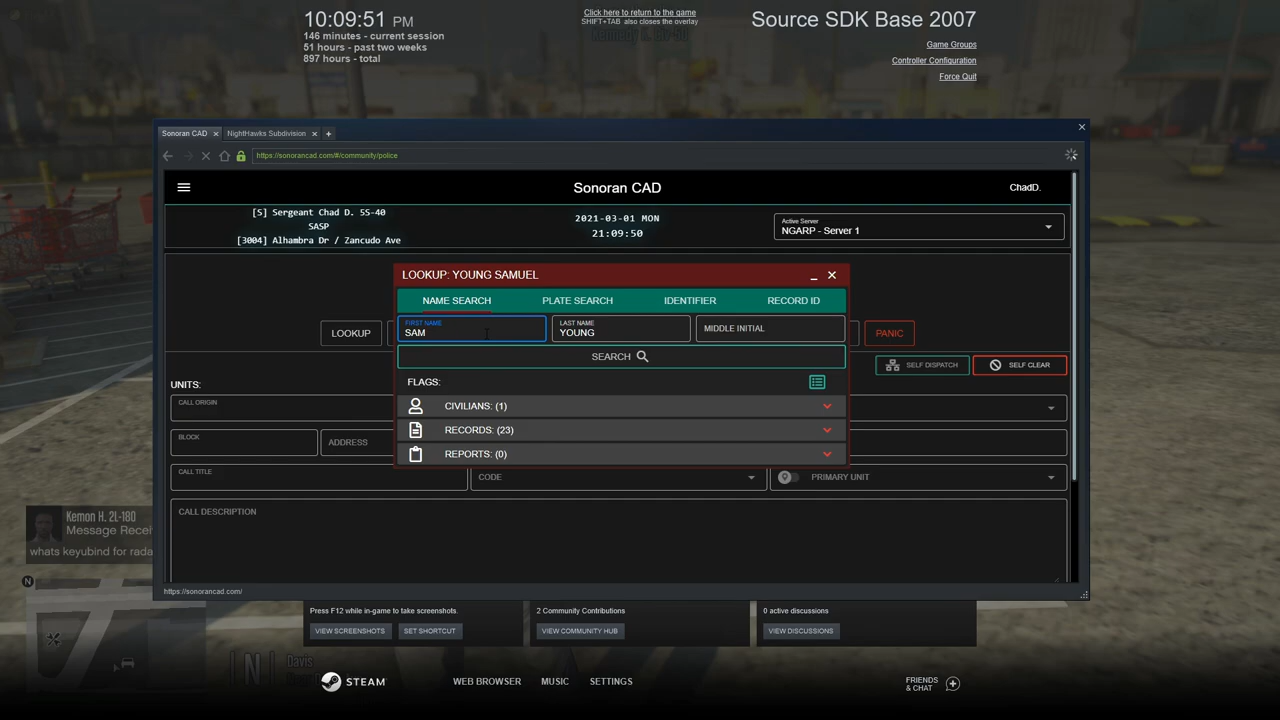 10:09:51 PM
146 minutes - current session
51 hours - past two weeks
897 hours - total
Click here to return to the game
SHIFT+TAB also closes the overlay
Source SDK Base 2007
Game Groups
Controller Configuration
Force Quit
Sonoran CAD
NightHawks Subdivision
https://sonorancad.com/#/community/police
Sonoran CAD
ChadD.
[S] Sergeant Chad D. 5S-40
SASP
[3004] Alhambra Dr / Zancudo Ave
2021-03-01 MON
21:09:50
Active Server
NGARP - Server 1
LOOKUP: YOUNG SAMUEL
NAME SEARCH
PLATE SEARCH
IDENTIFIER
RECORD ID
FIRST NAME
SAM
LAST NAME
YOUNG
MIDDLE INITIAL
LOOKUP
PANIC
SEARCH
SELF DISPATCH
SELF CLEAR
FLAGS:
UNITS:
CALL ORIGIN
CIVILIANS: (1)
RECORDS: (23)
BLOCK
ADDRESS
REPORTS: (0)
CALL TITLE
CODE
PRIMARY UNIT
CALL DESCRIPTION
Kemon H. 2L-180
Message Recei
whats keyubind for rada
N
https://sonorancad.com/
Press F12 while in-game to take screenshots.
VIEW SCREENSHOTS
SET SHORTCUT
2 Community Contributions
VIEW COMMUNITY HUB
0 active discussions
VIEW DISCUSSIONS
N
Davis
STEAM
WEB BROWSER
MUSIC
SETTINGS
FRIENDS
& CHAT